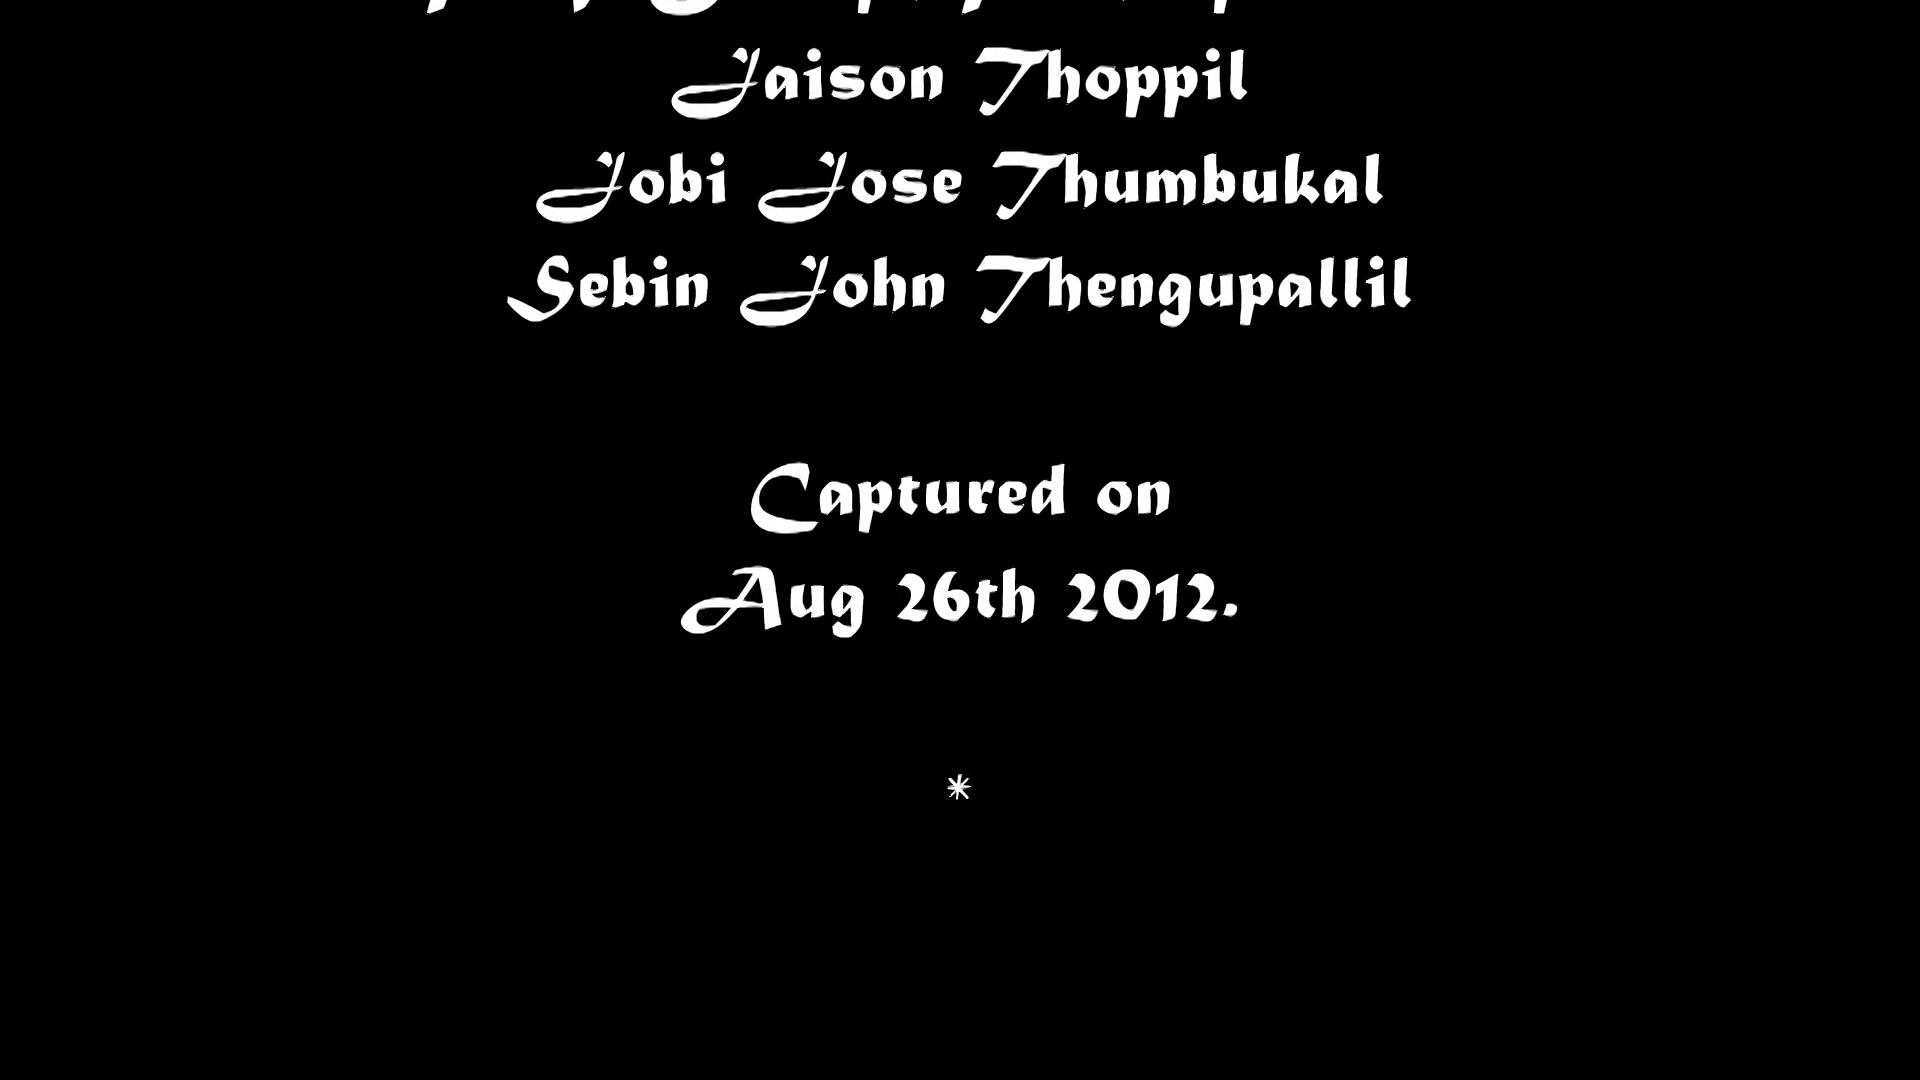 Jaison Thoppil
Jobi Jose Thumbukal
Sebin John Thengupallil
Captured on
Aug 26th 2012.
*